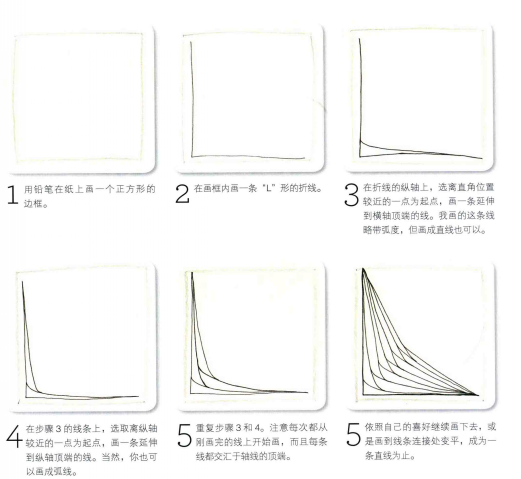 1 用铅笔在纸上画一个正方形的
边框。
2 在画框内画一条“L”形的折线。
3 在折线的纵轴上，选离直角位置
较近的一点为起点，画一条延伸
到横轴顶端的线。我画的这条线
略带弧度，但画成直线也可以。
4 在步骤 3 的线条上，选取离纵轴
较近的一点为起点，画一条延伸
到纵轴顶端的线。当然，你也可
以画成弧线。
5 重复步骤 3 和 4。注意每次都从
刚画完的线上开始画，而且每条
线都交汇于轴线的顶端。
5 依照自己的喜好继续画下去，或
是画到线条连接处变平，成为一
条直线为止。